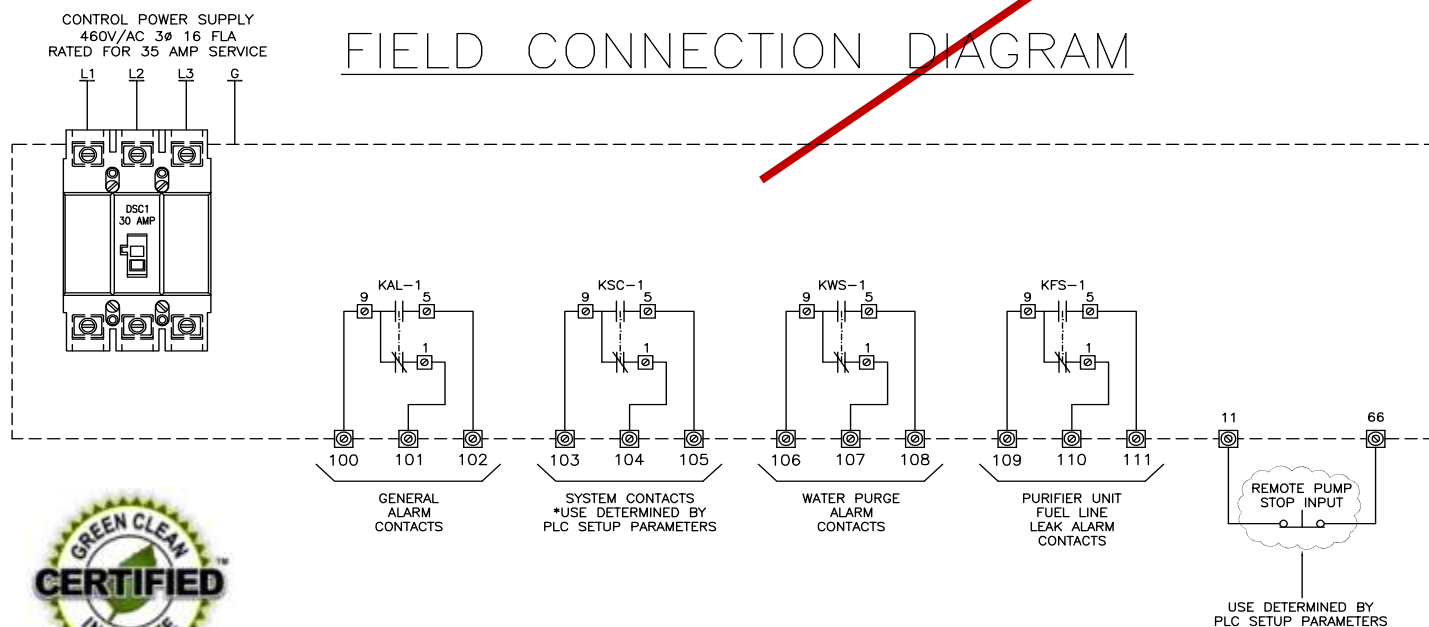 CONTROL POWER SUPPLY
460V/AC 3ø 16 FLA
RATED FOR 35 AMP SERVICE
L1 L2 L3 G
FIELD CONNECTION DIAGRAM
DSC1
30 AMP
KAL-1
9 5
1
KSC-1
9 5
1
KWS-1
9 5
1
KFS-1
9 5
1
100 101 102
GENERAL
ALARM
CONTACTS
103 104 105
SYSTEM CONTACTS
*USE DETERMINED BY
PLC SETUP PARAMETERS
106 107 108
WATER PURGE
ALARM
CONTACTS
109 110 111
PURIFIER UNIT
FUEL LINE
LEAK ALARM
CONTACTS
11 66
REMOTE PUMP
STOP INPUT
USE DETERMINED BY
PLC SETUP PARAMETERS
GREEN CLEAN
CERTIFIED
TM